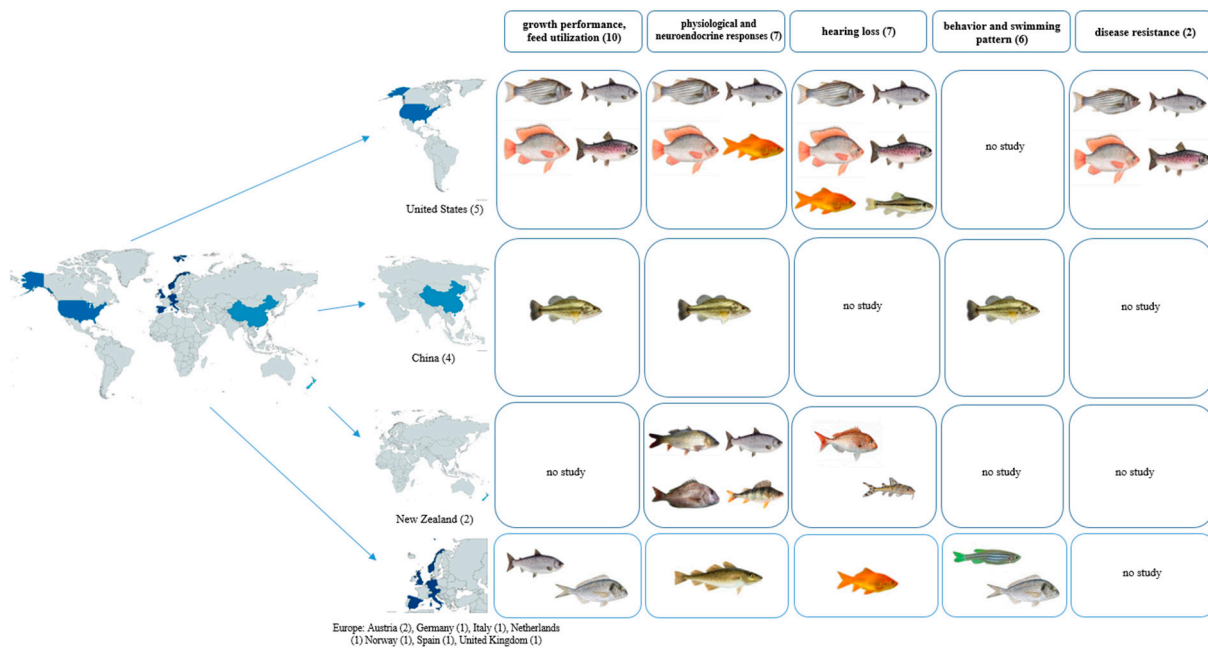 growth performance,
feed utilization (10)
physiological and
neuroendocrine responses (7)
hearing loss (7)
behavior and swimming
pattern (6)
disease resistance (2)
no study
United States (5)
no study
no study
China (4)
no study
no study
no study
New Zealand (2)
no study
Europe: Austria (2), Germany (1), Italy (1), Netherlands
(1) Norway (1), Spain (1), United Kingdom (1)